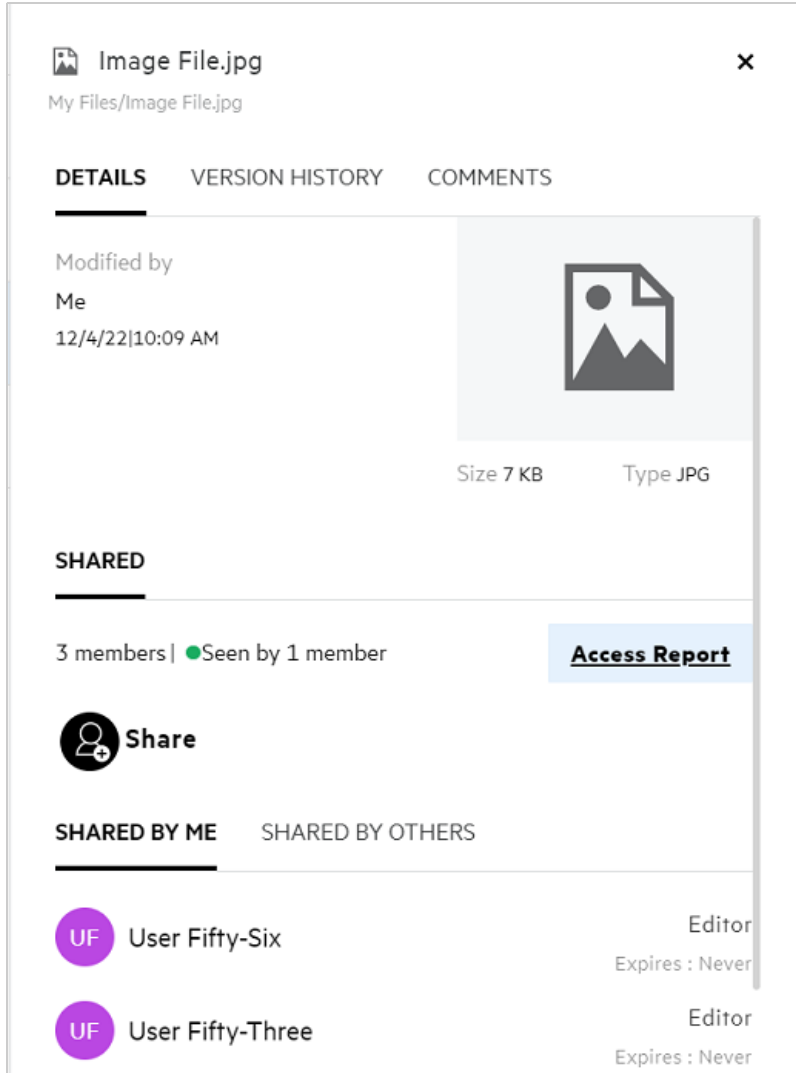 Image File.jpg
×
My Files/Image File.jpg
DETAILS VERSION HISTORY COMMENTS
Modified by
Me
12/4/22|10:09 AM
Size 7 KB Type JPG
SHARED
3 members| Seen by 1 member Access Report
Share
SHARED BY ME SHARED BY OTHERS
UF User Fifty-Six Editor
Expires : Never
UF User Fifty-Three Editor
Expires : Never